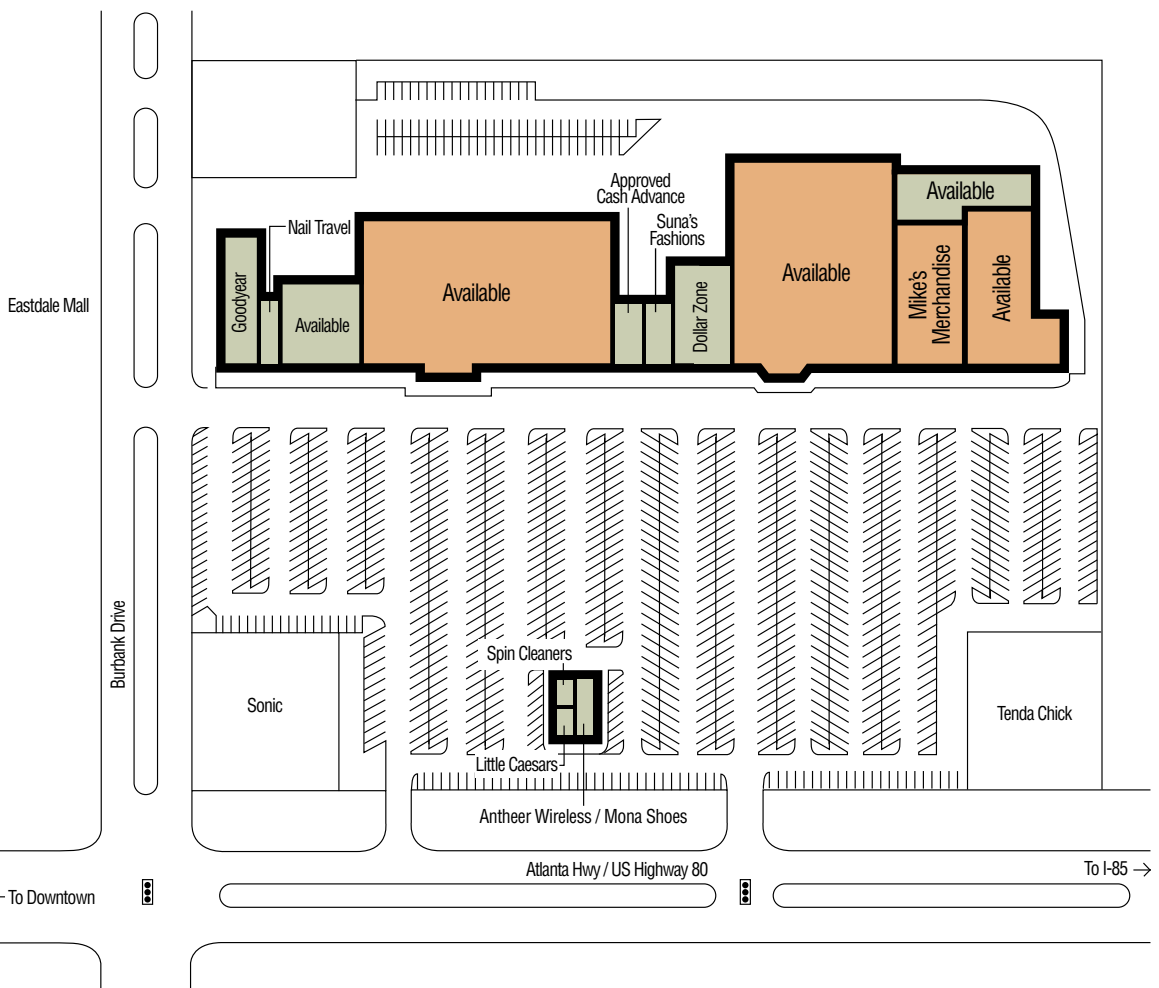 Approved
Cash Advance
Available
Nail Travel
Suna's
Fashions
Goodyear
Available
Available
Dollar Zone
Available
Mike's
Merchandise
Available
Eastdale Mall
Burbank Drive
Spin Cleaners
Sonic
Tenda Chick
Little Caesars
Antheer Wireless / Mona Shoes
Atlanta Hwy / US Highway 80
To I-85
To Downtown